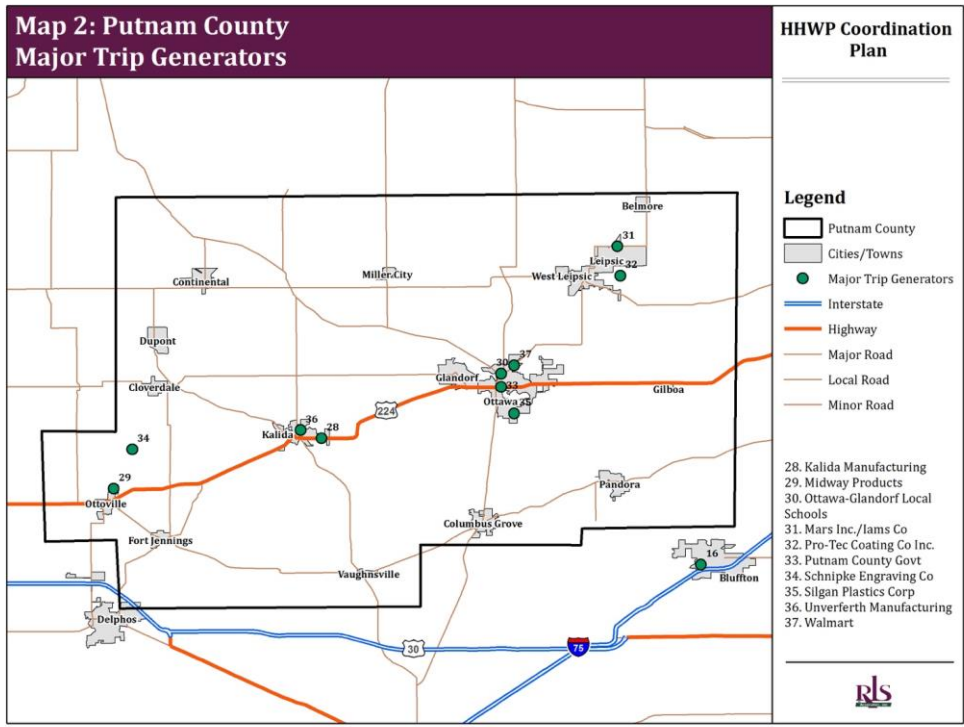 Map 2: Putnam County
Major Trip Generators
HHWP Coordination
Plan
Belmore
31
Leipsic
32
West Leipsic
Continental
Miller City
Dupont
37
30
Glandorf
33
Cloverdale
Gilboa
Ottawa
35
224
36
28
Kalida
34
29
Ottoville
Pandora
Columbus Grove
Fort Jennings
16
Vaughnsville
Bluffton
Delphos
30
75
Legend
Putnam County
Cities/Towns
Major Trip Generators
Interstate
Highway
Major Road
Local Road
Minor Road
28. Kalida Manufacturing
29. Midway Products
30. Ottawa-Glandorf Local
Schools
31. Mars Inc./Iams Co
32. Pro-Tec Coating Co Inc.
33. Putnam County Govt
34. Schnipke Engraving Co
35. Silgan Plastics Corp
36. Unverferth Manufacturing
37. Walmart
RLS